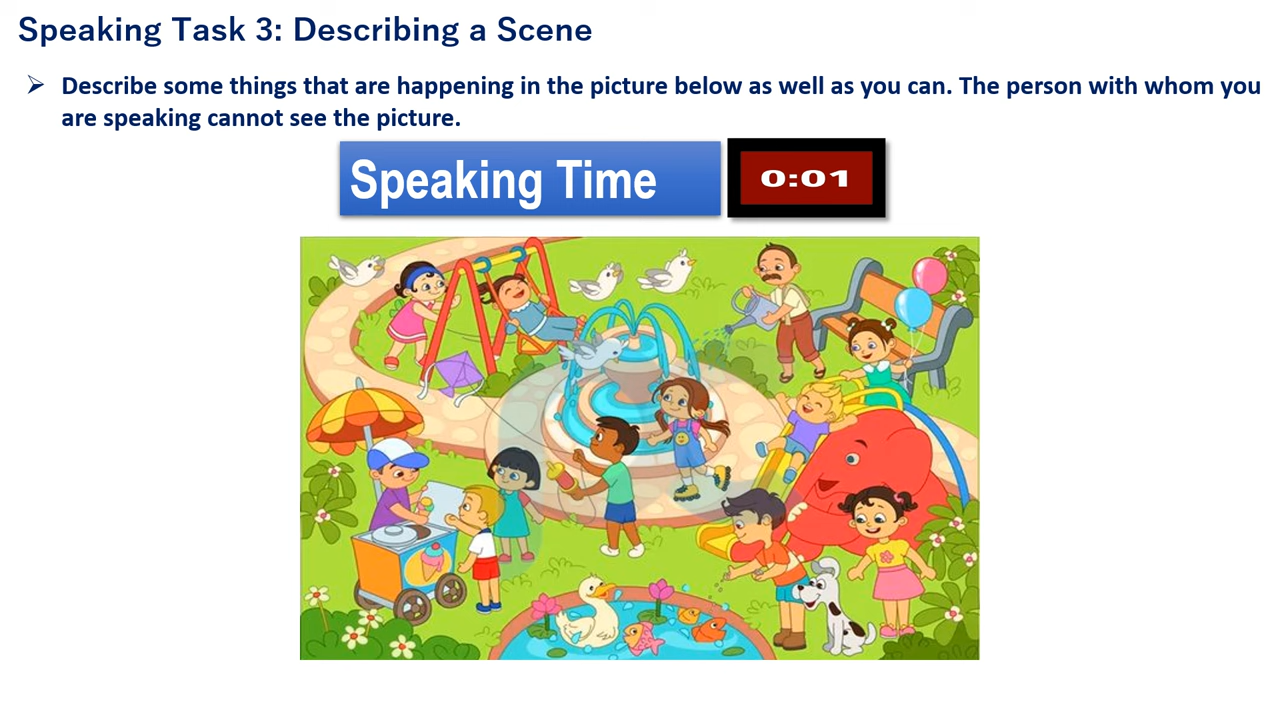 Speaking Task 3: Describing a Scene
Describe some things that are happening in the picture below as well as you can. The person with whom you
are speaking cannot see the picture.
Speaking Time
0:01